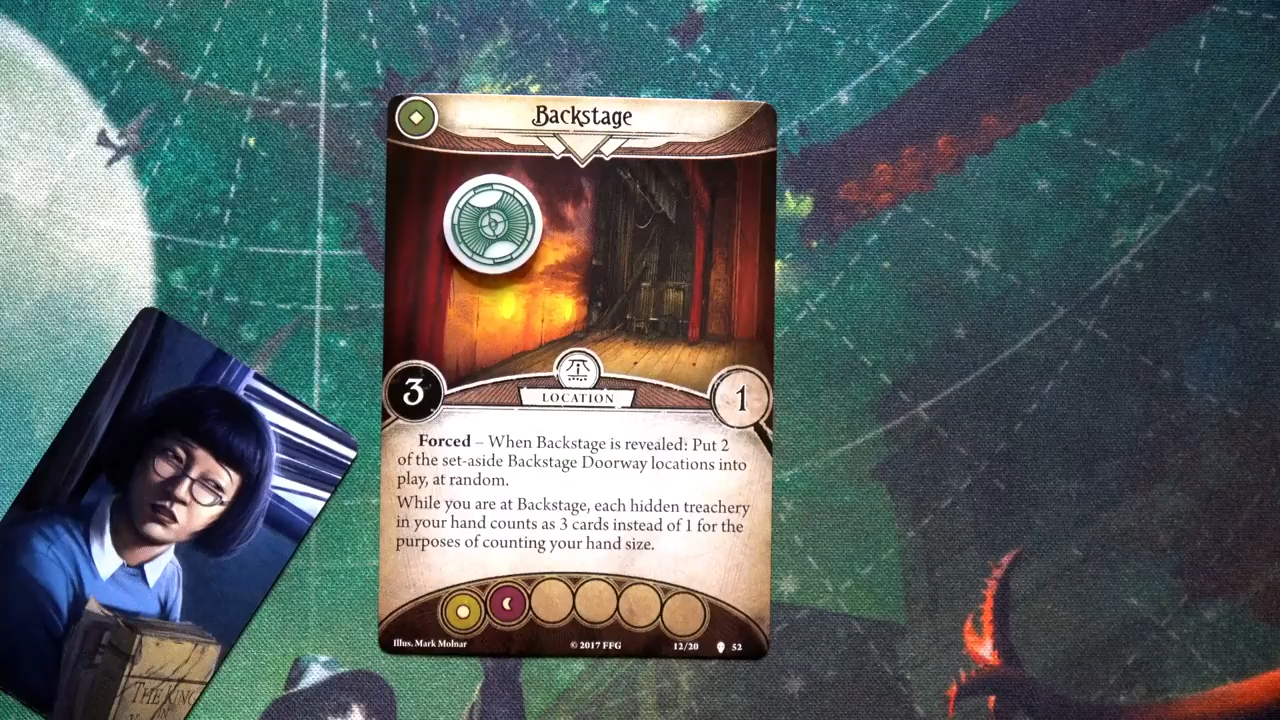 Backstage
3
LOCATION
1
Forced – When Backstage is revealed: Put 2
of the set-aside Backstage Doorway locations into
play, at random.
While you are at Backstage, each hidden treachery
in your hand counts as 3 cards instead of 1 for the
purposes of counting your hand size.
Illus. Mark Molnar
© 2017 FFG
12/20
52
THE KING
IN